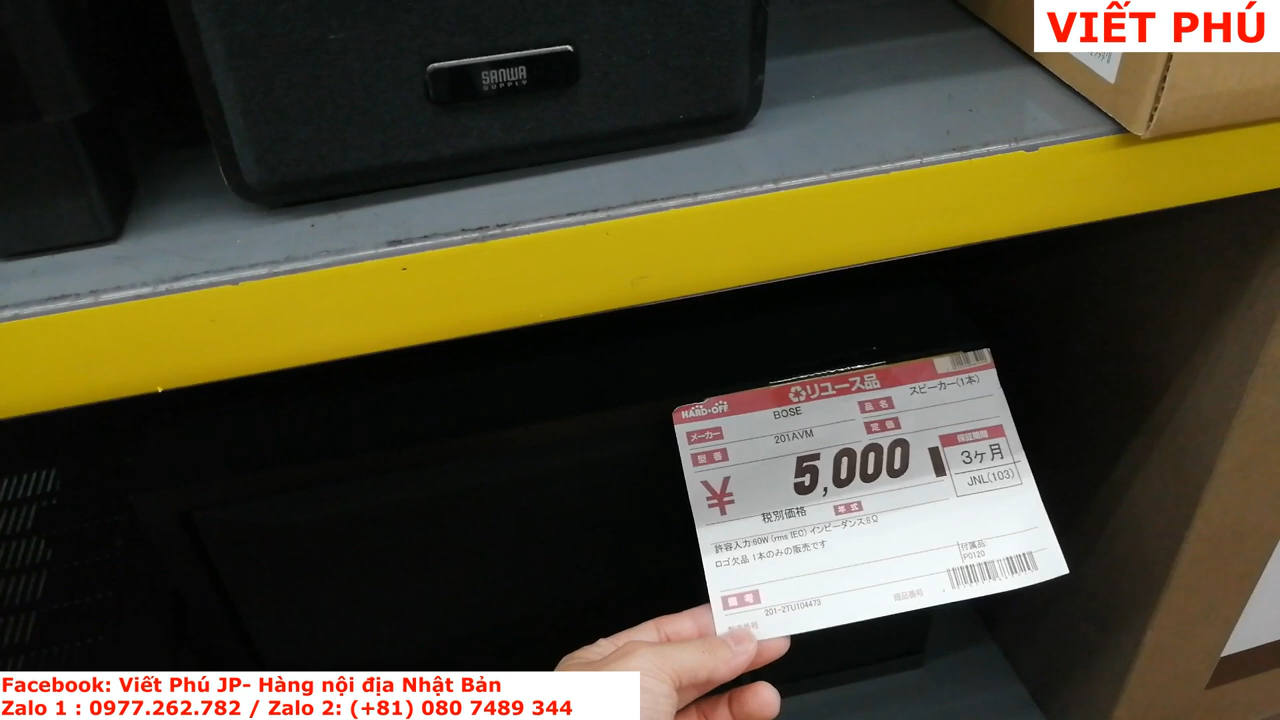 VIẾT PHÚ
SANWA
SUPPLY
HARD・OFF
リユース品
メーカー
BOSE
品名
スピーカー(1本)
型番
201AVM
定価
¥
5,000
保証期間
3ヶ月
JNL(103)
税別価格
年式
許容入力:60W (rms IEC) インピーダンス:8Ω
ロゴ欠品 1本のみの販売です
付属品
P0120
備考
201-2TU104473
商品番号
製造番号
Facebook: Viết Phú JP- Hàng nội địa Nhật Bản
Zalo 1 : 0977.262.782 / Zalo 2: (+81) 080 7489 344